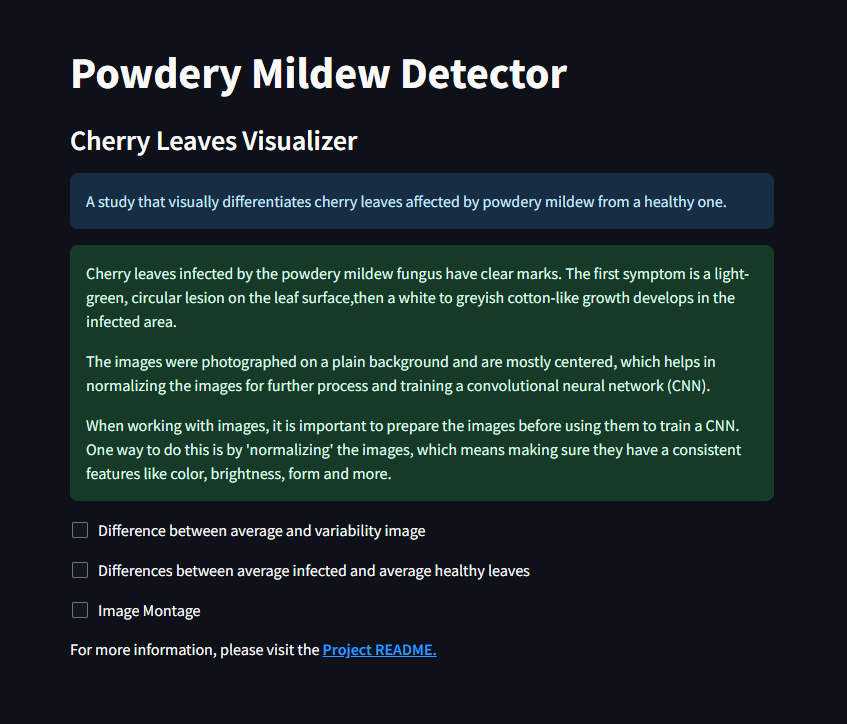 Powdery Mildew Detector
Cherry Leaves Visualizer
A study that visually differentiates cherry leaves affected by powdery mildew from a healthy one.
Cherry leaves infected by the powdery mildew fungus have clear marks. The first symptom is a light-
green, circular lesion on the leaf surface,then a white to greyish cotton-like growth develops in the
infected area.
The images were photographed on a plain background and are mostly centered, which helps in
normalizing the images for further process and training a convolutional neural network (CNN).
When working with images, it is important to prepare the images before using them to train a CNN.
One way to do this is by 'normalizing' the images, which means making sure they have a consistent
features like color, brightness, form and more.
Difference between average and variability image
Differences between average infected and average healthy leaves
Image Montage
For more information, please visit the Project README.